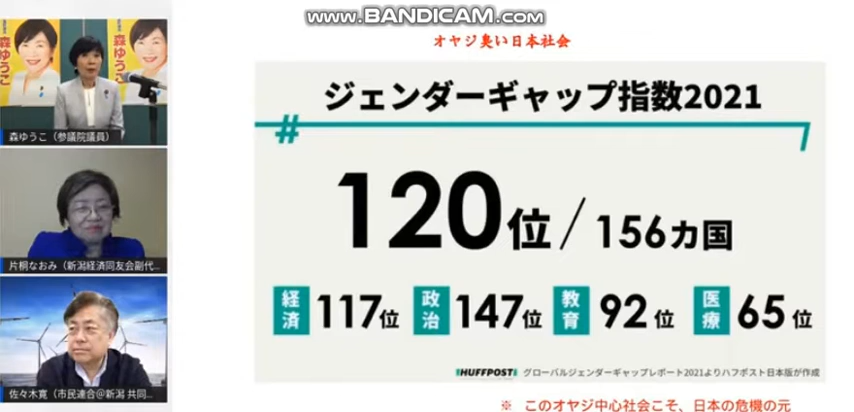 www.BANDICAM.com
オヤジ臭い日本社会
ジェンダーギャップ指数2021
#
120位/156カ国
経済 117位 政治 147位 教育 92位 医療 65位
HUFFPOST グローバルジェンダーギャップレポート2021よりハフポスト日本版が作成
※ このオヤジ中心社会こそ、日本の危機の元
森ゆうこ
森ゆうこ
森ゆうこ（参議院議員）
片桐なおみ（新潟経済同友会副代...
佐々木寛（市民連合＠新潟 共同...